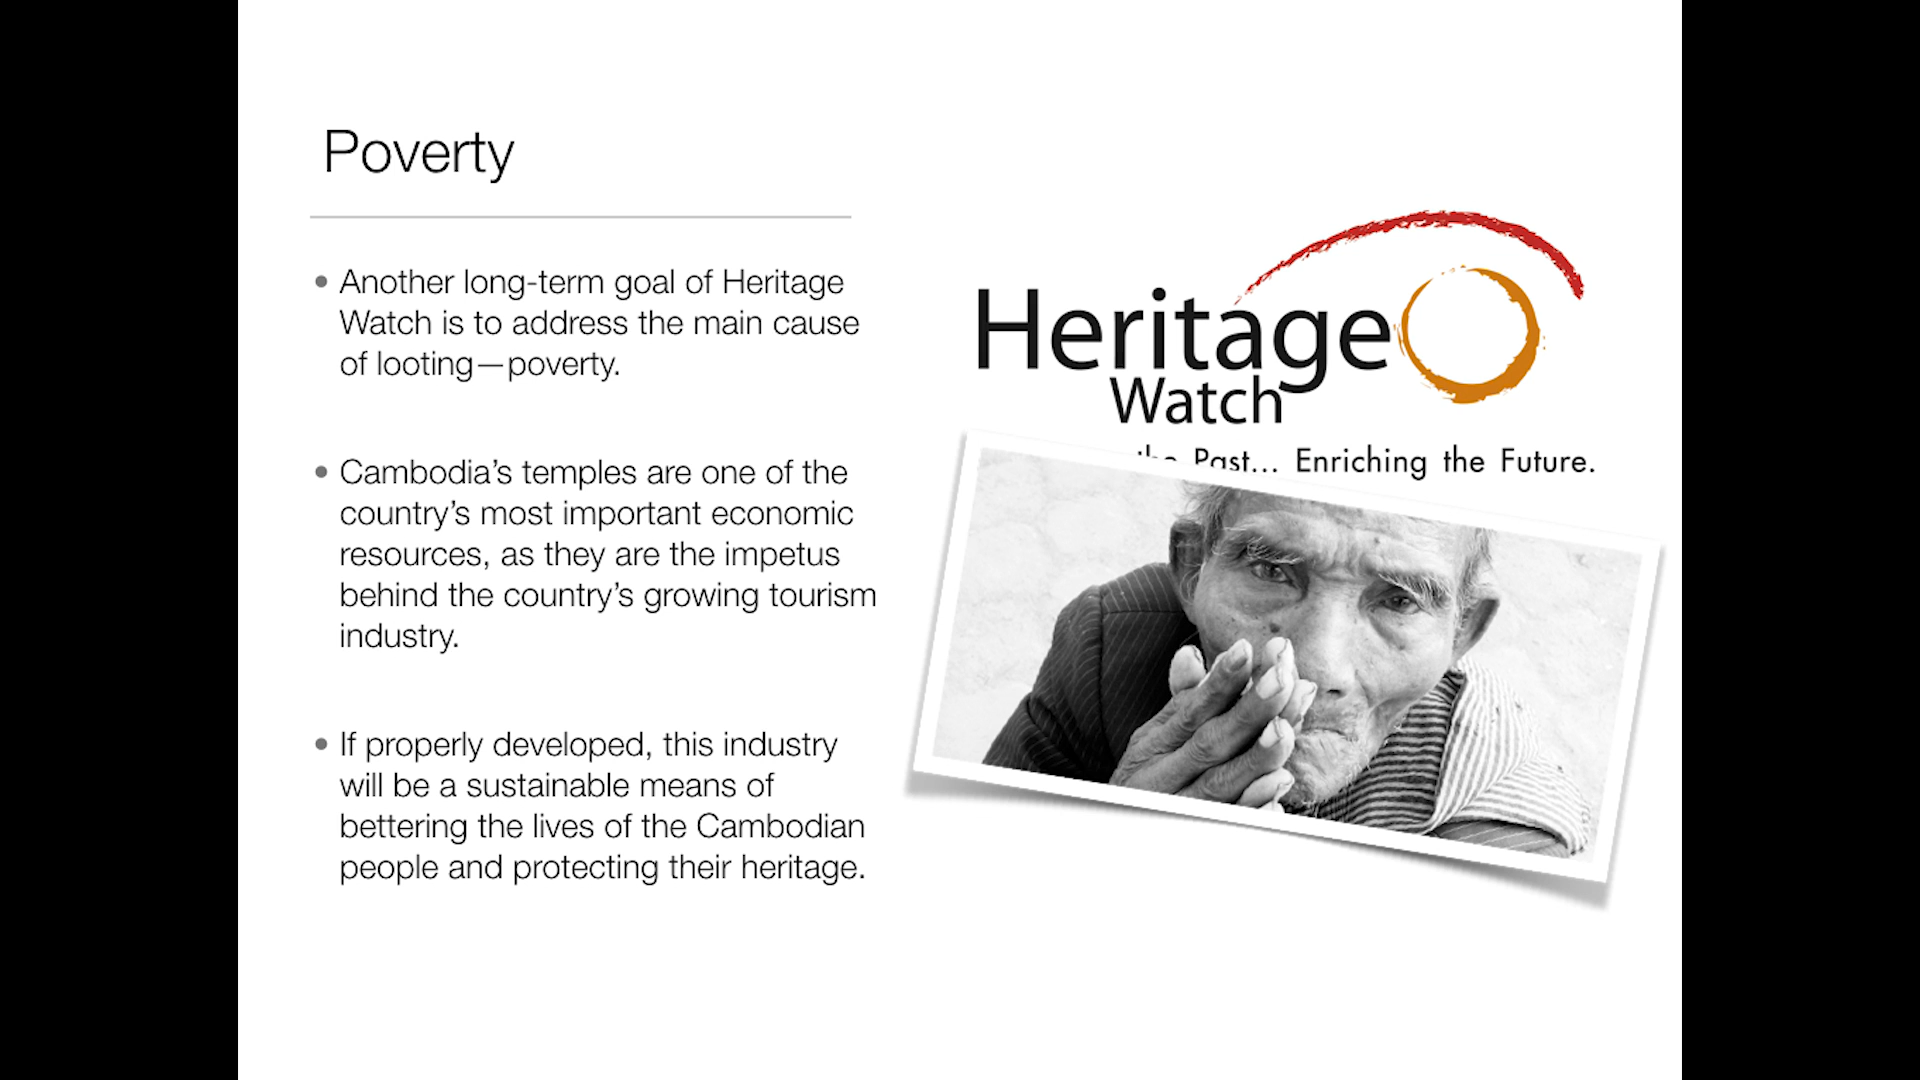 Poverty
• Another long-term goal of Heritage
Watch is to address the main cause
of looting—poverty.
• Cambodia’s temples are one of the
country’s most important economic
resources, as they are the impetus
behind the country’s growing tourism
industry.
• If properly developed, this industry
will be a sustainable means of
bettering the lives of the Cambodian
people and protecting their heritage.
Heritage
Watch
the Past... Enriching the Future.